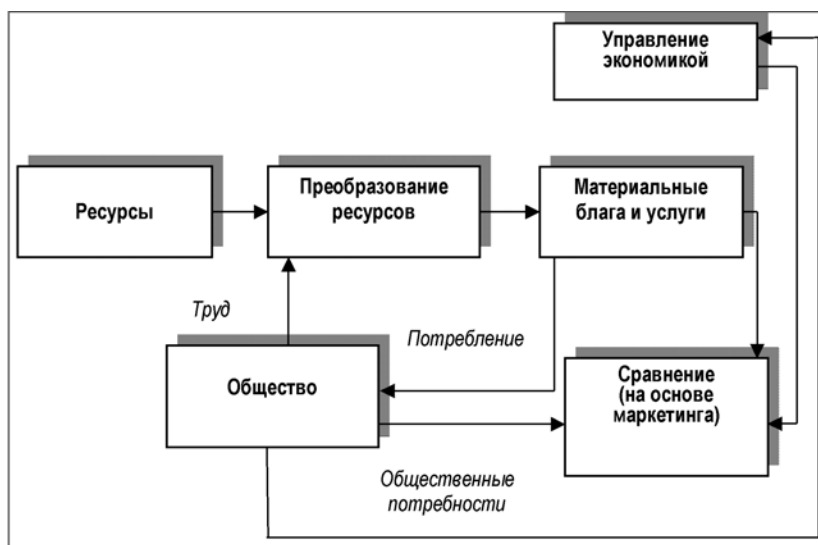 Управление
экономикой
Ресурсы
Преобразование
ресурсов
Материальные
блага и услуги
Труд
Потребление
Общество
Сравнение
(на основе
маркетинга)
Общественные
потребности